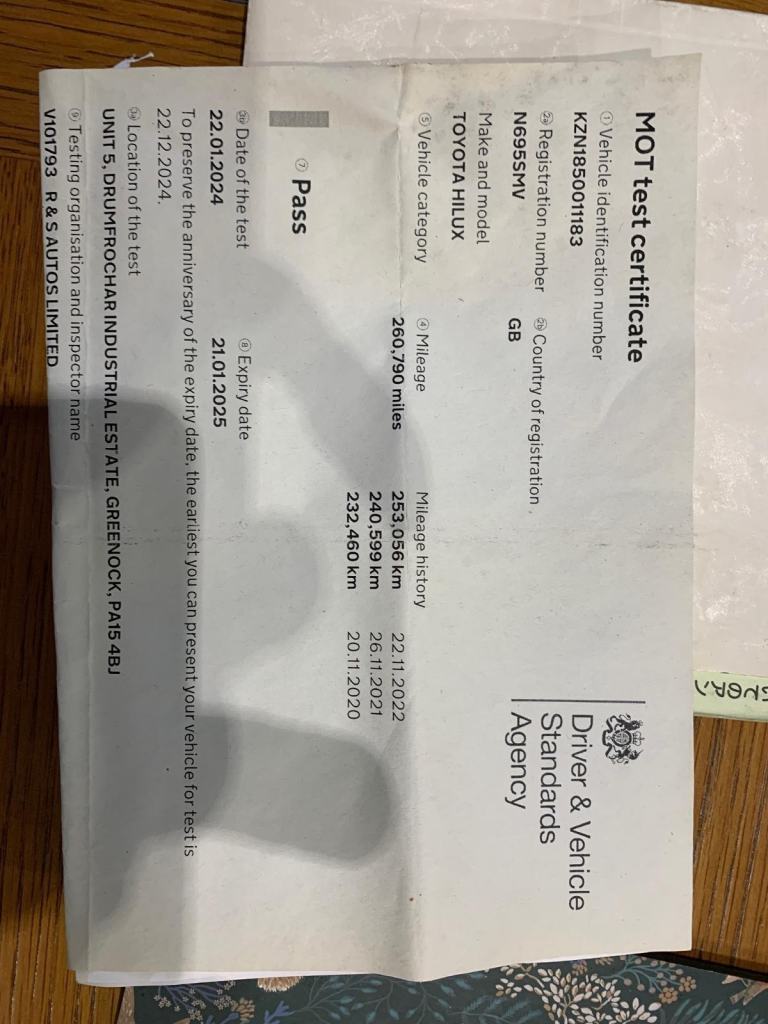 MOT test certificate
Driver & Vehicle
Standards
Agency
① Vehicle identification number
KZN1850011183
2a Registration number
N695SMV
2b Country of registration
GB
Make and model
TOYOTA HILUX
⑤ Vehicle category
④ Mileage
260,790 miles
Mileage history
253,056 km 22.11.2022
240,599 km 26.11.2021
232,460 km 20.11.2020
⑦ Pass
3b Date of the test
22.01.2024
⑧ Expiry date
21.01.2025
To preserve the anniversary of the expiry date, the earliest you can present your vehicle for test is
22.12.2024.
3a Location of the test
UNIT 5, DRUMFROCHAR INDUSTRIAL ESTATE, GREENOCK, PA15 4BJ
⑨ Testing organisation and inspector name
V101793 R & S AUTOS LIMITED